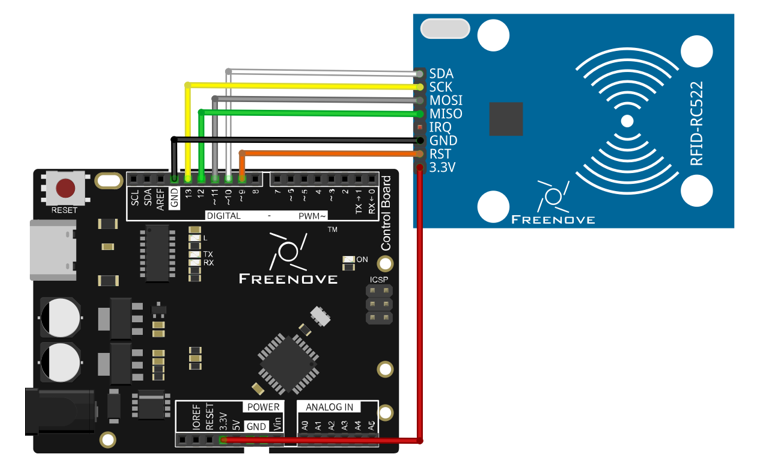 SDA
SCK
MOSI
MISO
IRQ
GND
RST
3.3V
RFID-RC522
FREENOVE
RESET
SCL
SDA
AREF
GND
13
12
~11
~10
~9
8
7
~6
~5
4
~3
2
TX→1
RX←0
DIGITAL - PWM~
Control Board
L
TX
RX
FREENOVE
TM
ON
ICSP
IOREF
RESET
3.3V
5V
GND
Vin
POWER
ANALOG IN
A0
A1
A2
A3
A4
A5